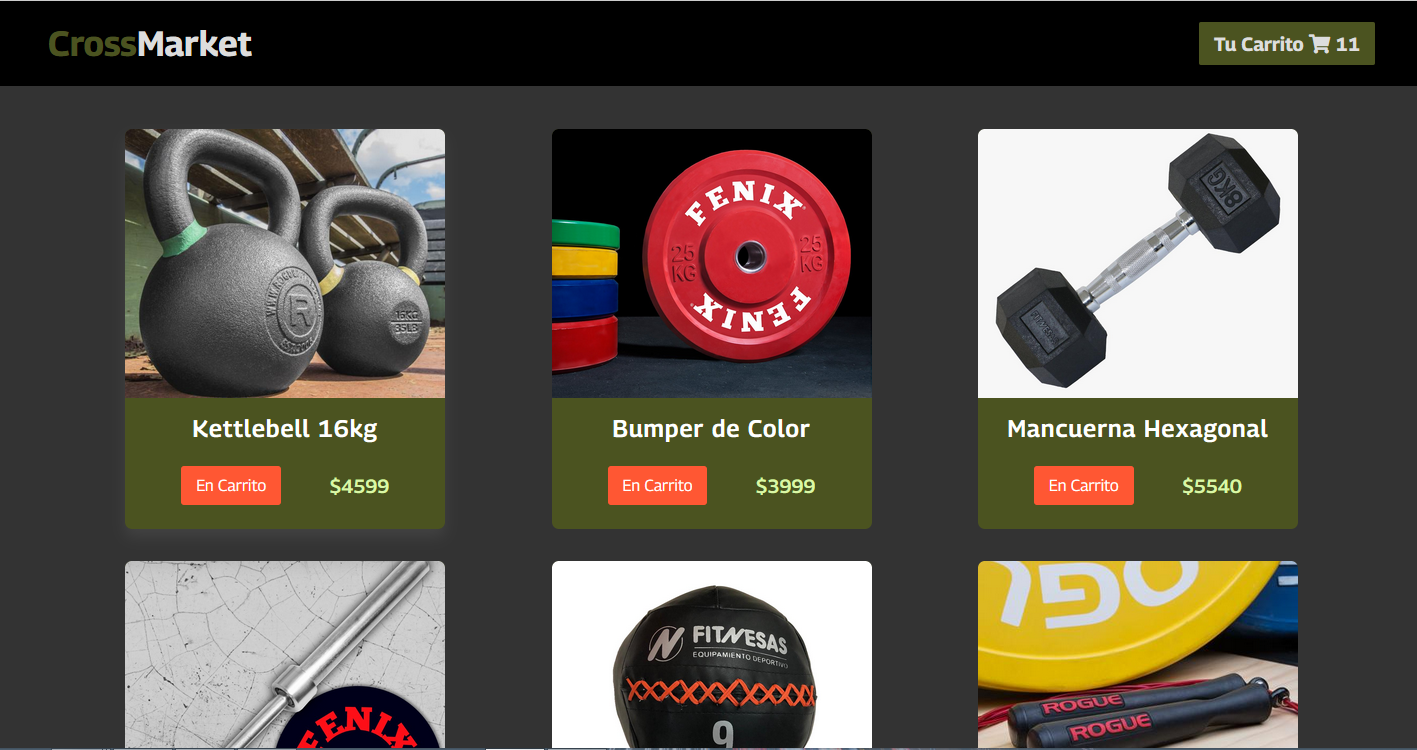 CrossMarket
Tu Carrito 11
FENIX
25 KG
25 KG
FENIX
R
16KG
35LB
8KG
Kettlebell 16kg
Bumper de Color
Mancuerna Hexagonal
En Carrito $4599
En Carrito $3999
En Carrito $5540
FENIX
FITNESAS
EQUIPAMIENTO DEPORTIVO
9
ROGUE
ROGUE